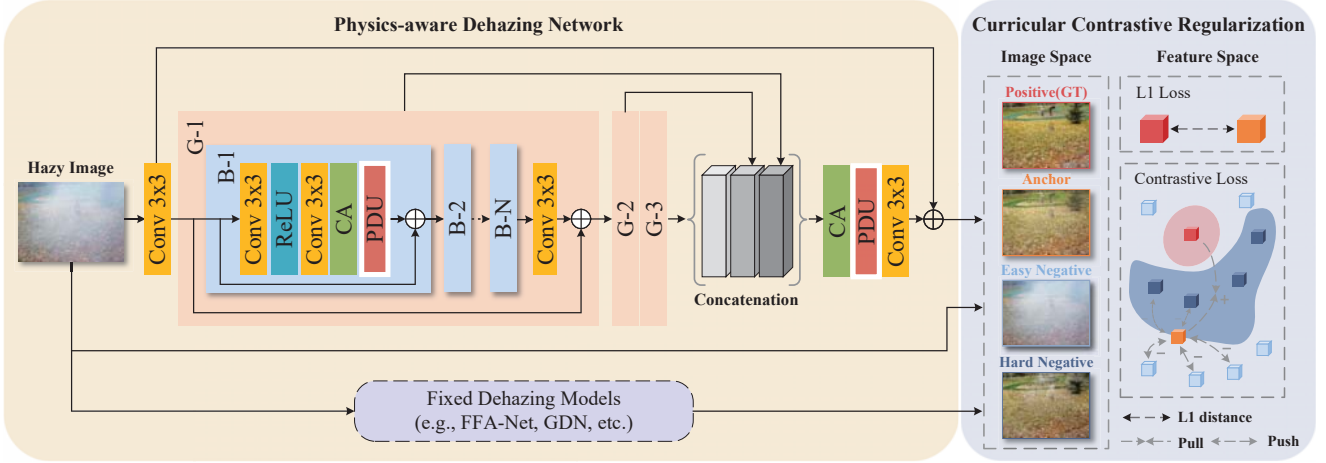 Physics-aware Dehazing Network
Hazy Image
Conv 3x3
G-1
B-1
Conv 3x3
ReLU
Conv 3x3
CA
PDU
B-2
B-N
Conv 3x3
G-2
G-3
Concatenation
CA
PDU
Conv 3x3
Fixed Dehazing Models
(e.g., FFA-Net, GDN, etc.)
Curricular Contrastive Regularization
Image Space
Positive(GT)
Anchor
Easy Negative
Hard Negative
Feature Space
L1 Loss
Contrastive Loss
+
−
−
−
−
−
L1 distance
Pull
Push